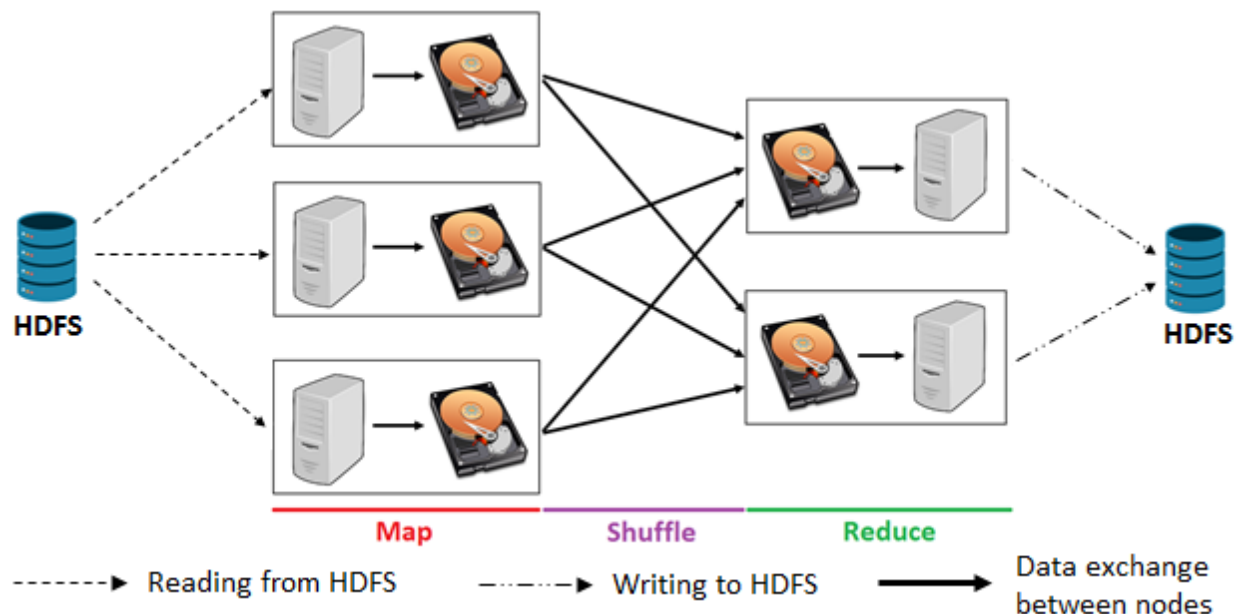 HDFS
HDFS
Map
Shuffle
Reduce
Reading from HDFS
Writing to HDFS
Data exchange
between nodes